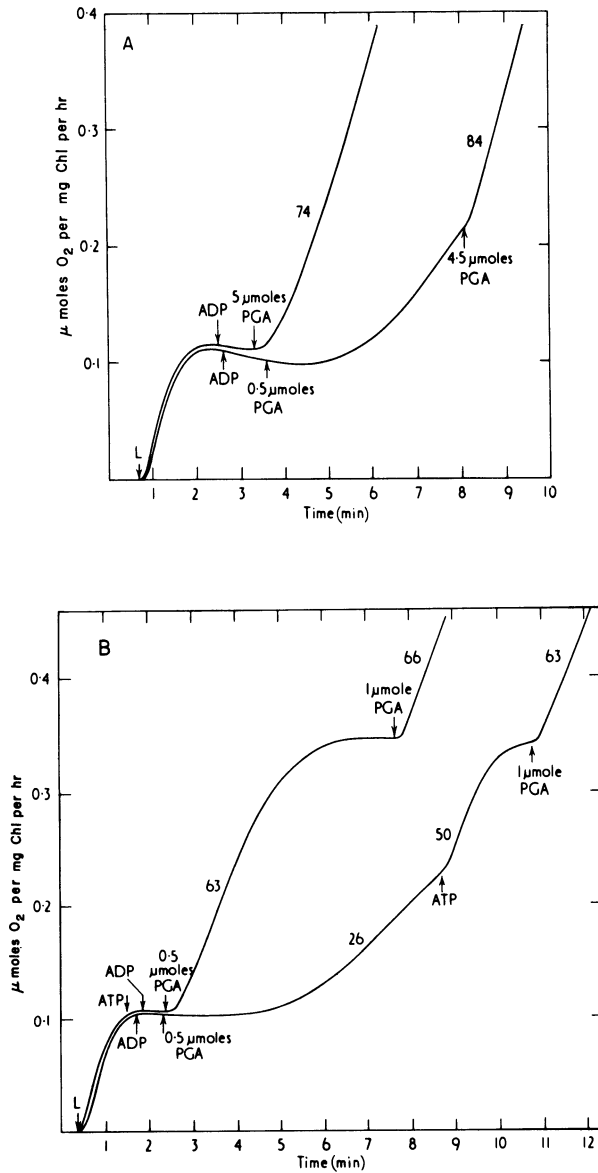 A
0·4
0·3
0·2
0·1
μ moles O2 per mg Chl per hr
74
84
ADP
5 μmoles
PGA
4·5 μmoles
PGA
ADP
0·5 μmoles
PGA
L
1 2 3 4 5 6 7 8 9 10
Time (min)
B
0·4
0·3
0·2
0·1
μ moles O2 per mg Chl per hr
66
63
1 μmole
PGA
1 μmole
PGA
50
63
ATP
26
0·5
μmoles
PGA
ADP
ATP
ADP
0·5 μmoles
PGA
L
1 2 3 4 5 6 7 8 9 10 11 12
Time (min)